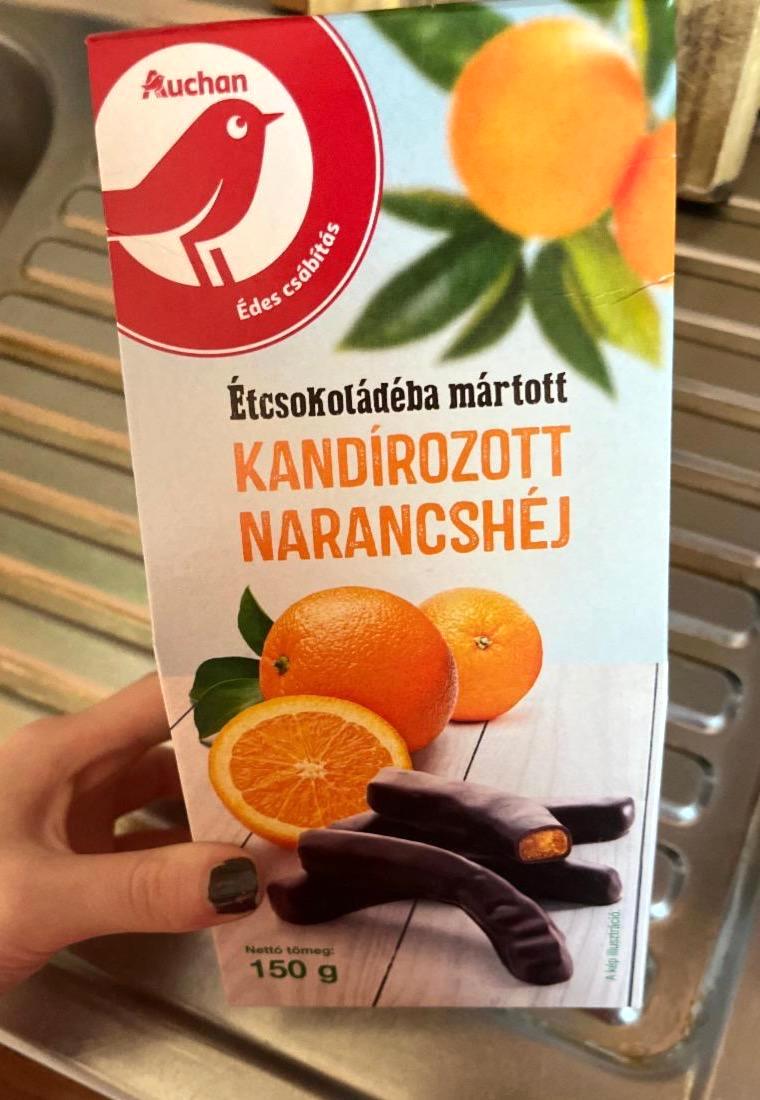 Auchan
Édes csábítás
Étcsokoládéba mártott
KANDÍROZOTT
NARANCSHÉJ
Nettó tömeg:
150 g
A kép illusztráció.